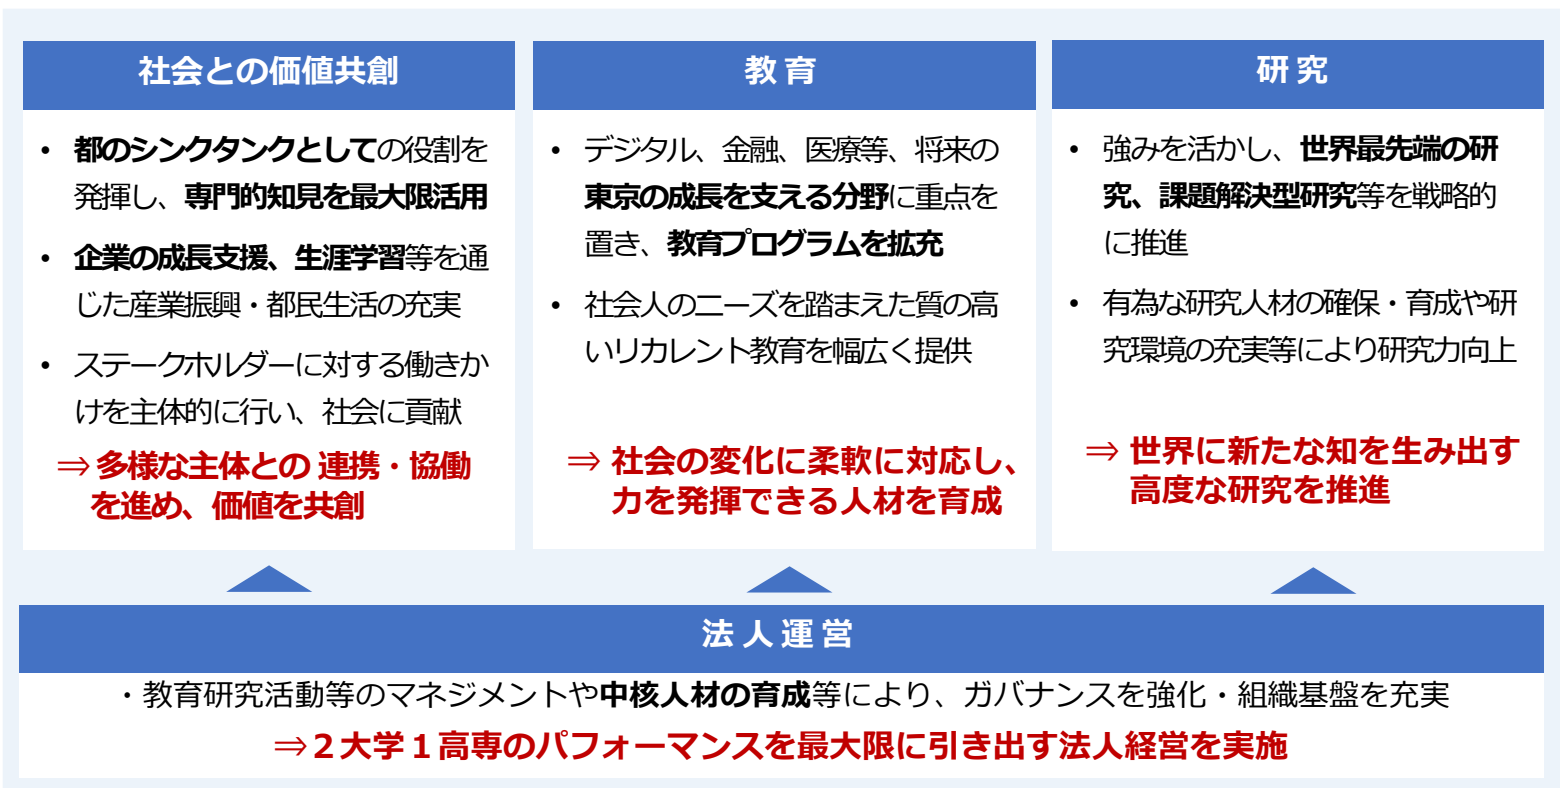 社会との価値共創
• 都のシンクタンクとしての役割を
発揮し、専門的知見を最大限活用
• 企業の成長支援、生涯学習等を通
じた産業振興・都民生活の充実
• ステークホルダーに対する働きか
けを主体的に行い、社会に貢献
⇒ 多様な主体との 連携・協働
を進め、価値を共創
教 育
• デジタル、金融、医療等、将来の
東京の成長を支える分野に重点を
置き、教育プログラムを拡充
• 社会人のニーズを踏まえた質の高
いリカレント教育を幅広く提供
⇒ 社会の変化に柔軟に対応し、
力を発揮できる人材を育成
研 究
• 強みを活かし、世界最先端の研
究、課題解決型研究等を戦略的
に推進
• 有為な研究人材の確保・育成や研
究環境の充実等により研究力向上
⇒ 世界に新たな知を生み出す
高度な研究を推進
法 人 運 営
・教育研究活動等のマネジメントや中核人材の育成等により、ガバナンスを強化・組織基盤を充実
⇒２大学１高専のパフォーマンスを最大限に引き出す法人経営を実施